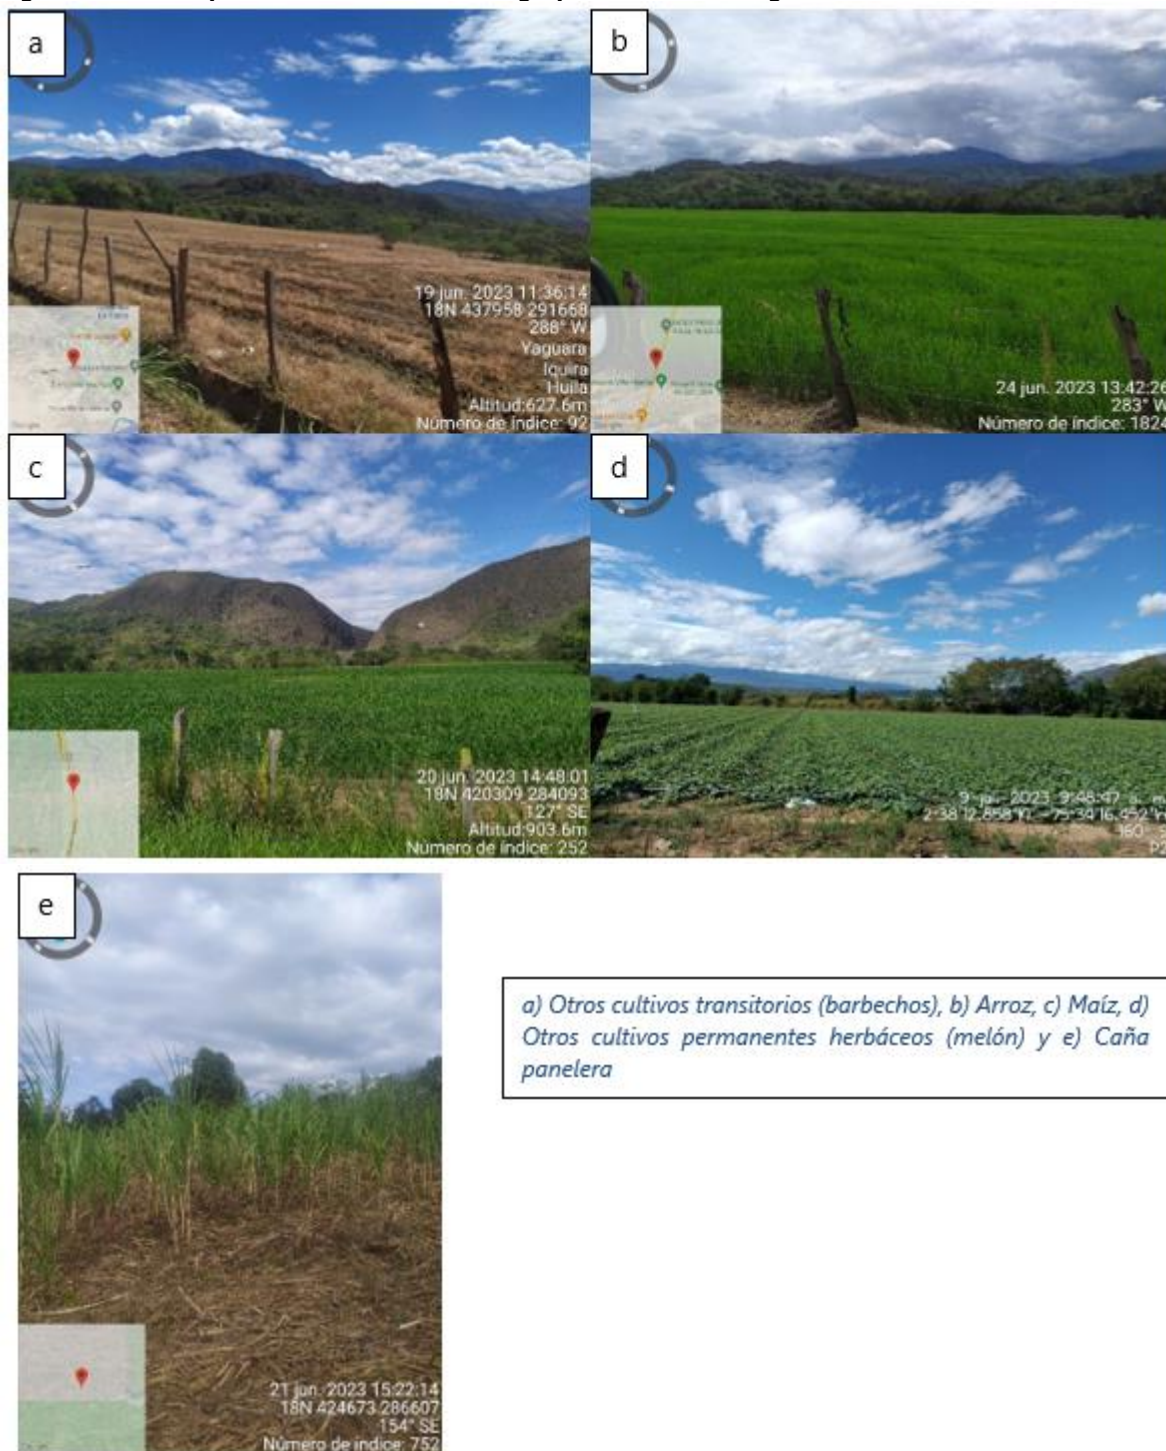 a
19 jun. 2023 11:36:14
18N 437958 291668
288° W
Yaguara
Iquira
Huila
Altitud:627.6m
Número de índice: 92
b
24 jun. 2023 13:42:26
283° W
Número de índice: 1824
c
20 jun. 2023 14:48:01
18N 420309 284093
127° SE
Altitud:903.6m
Número de índice: 252
d
2023 9:48:47 a. m
e
21 jun. 2023 15:22:14
18N 424673 286607
154° SE
Número de índice: 752
a) Otros cultivos transitorios (barbechos), b) Arroz, c) Maíz, d)
Otros cultivos permanentes herbáceos (melón) y e) Caña
panelera